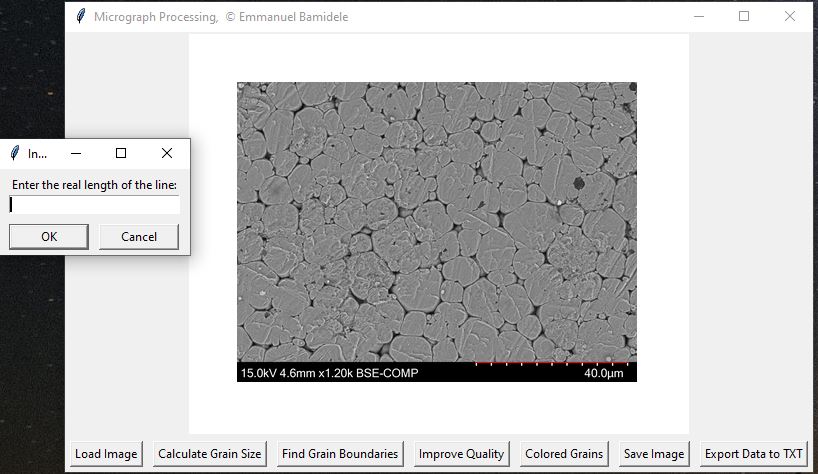 Micrograph Processing, © Emmanuel Bamidele
In...
Enter the real length of the line:
OK Cancel
15.0kV 4.6mm x1.20k BSE-COMP 40.0µm
Load Image Calculate Grain Size Find Grain Boundaries Improve Quality Colored Grains Save Image Export Data to TXT